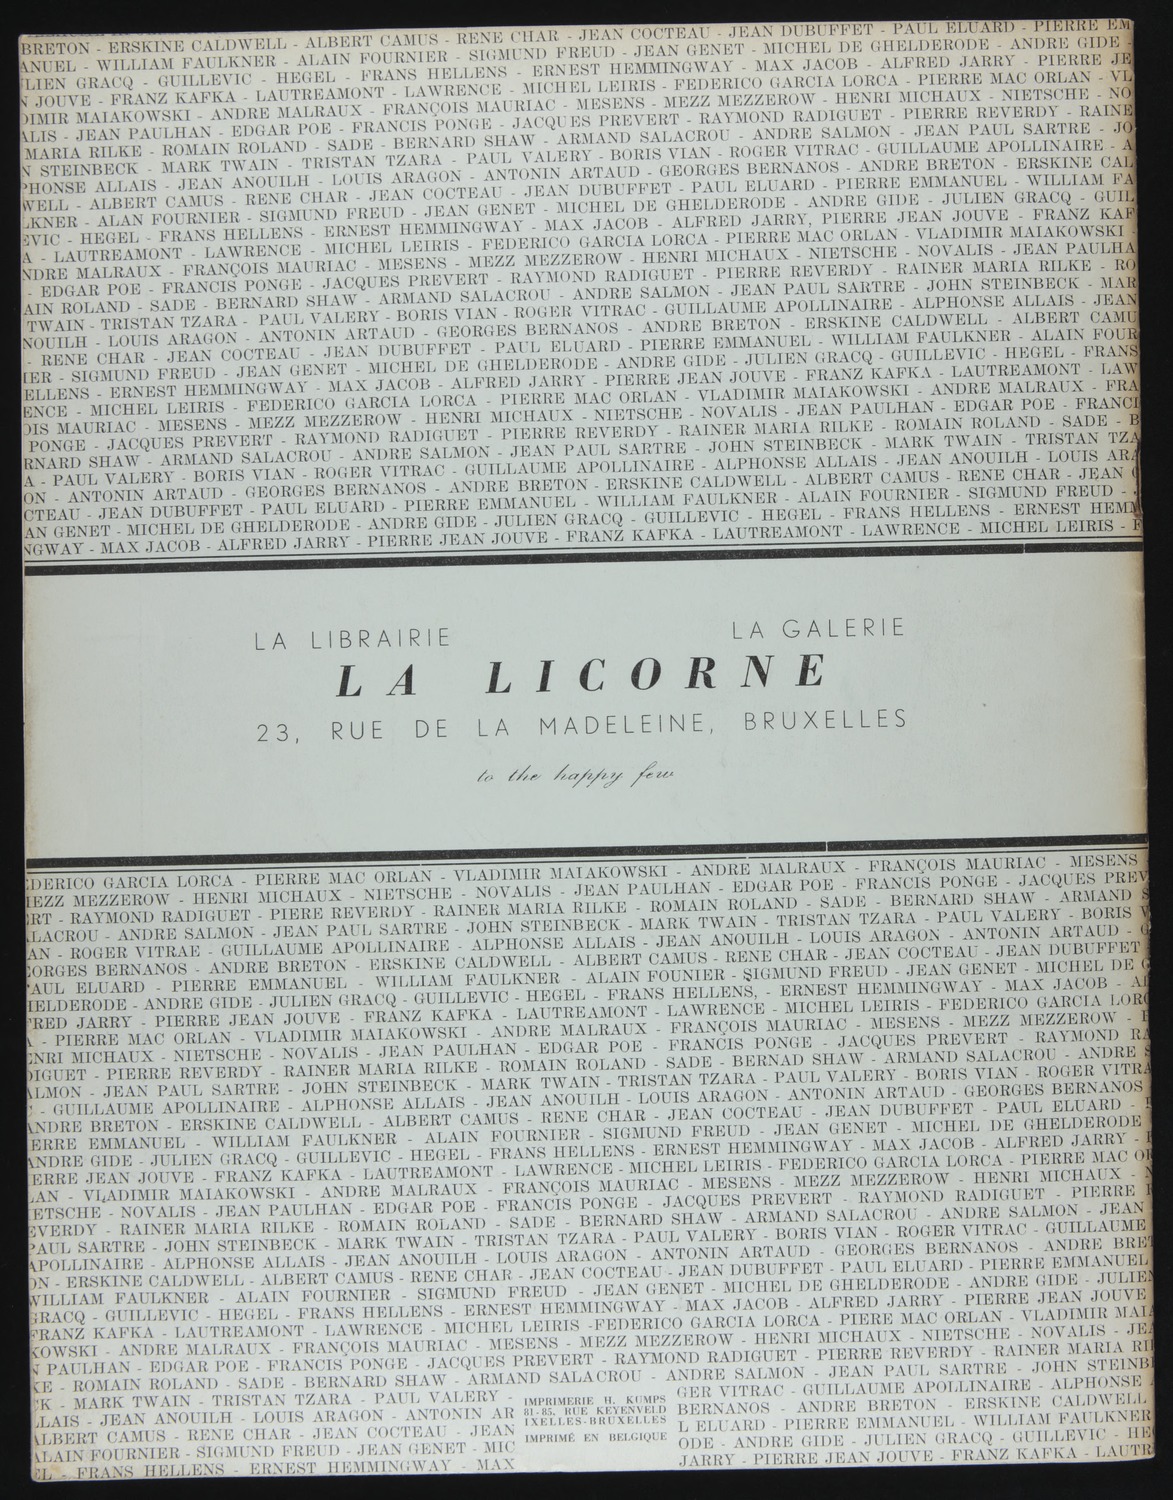 BRETON - ERSKINE CALDWELL - ALBERT CAMUS - RENE CHAR - JEAN COCTEAU - JEAN DUBUFFET - PAUL ELUARD - PIERRE EM
ANUEL - WILLIAM FAULKNER - ALAIN FOURNIER - SIGMUND FREUD - JEAN GENET - MICHEL DE GHELDERODE - ANDRE GIDE -
LIEN GRACQ - GUILLEVIC - HEGEL - FRANS HELLENS - ERNEST HEMMINGWAY - MAX JACOB - ALFRED JARRY - PIERRE JE
N JOUVE - FRANZ KAFKA - LAUTREAMONT - LAWRENCE - MICHEL LEIRIS - FEDERICO GARCIA LORCA - PIERRE MAC ORLAN - VL
DIMIR MAIAKOWSKI - ANDRE MALRAUX - FRANÇOIS MAURIAC - MESENS - MEZZ MEZZEROW - HENRI MICHAUX - NIETSCHE - NO
ALIS - JEAN PAULHAN - EDGAR POE - FRANCIS PONGE - JACQUES PREVERT - RAYMOND RADIGUET - PIERRE REVERDY - RAINE
MARIA RILKE - ROMAIN ROLAND - SADE - BERNARD SHAW - ARMAND SALACROU - ANDRE SALMON - JEAN PAUL SARTRE - JO
N STEINBECK - MARK TWAIN - TRISTAN TZARA - PAUL VALERY - BORIS VIAN - ROGER VITRAC - GUILLAUME APOLLINAIRE - A
PHONSE ALLAIS - JEAN ANOUILH - LOUIS ARAGON - ANTONIN ARTAUD - GEORGES BERNANOS - ANDRE BRETON - ERSKINE CAL
WELL - ALBERT CAMUS - RENE CHAR - JEAN COCTEAU - JEAN DUBUFFET - PAUL ELUARD - PIERRE EMMANUEL - WILLIAM FA
LKNER - ALAN FOURNIER - SIGMUND FREUD - JEAN GENET - MICHEL DE GHELDERODE - ANDRE GIDE - JULIEN GRACQ - GUIL
EVIC - HEGEL - FRANS HELLENS - ERNEST HEMMINGWAY - MAX JACOB - ALFRED JARRY, PIERRE JEAN JOUVE - FRANZ KAF
A - LAUTREAMONT - LAWRENCE - MICHEL LEIRIS - FEDERICO GARCIA LORCA - PIERRE MAC ORLAN - VLADIMIR MAIAKOWSKI -
NDRE MALRAUX - FRANÇOIS MAURIAC - MESENS - MEZZ MEZZEROW - HENRI MICHAUX - NIETSCHE - NOVALIS - JEAN PAULHA
- EDGAR POE - FRANCIS PONGE - JACQUES PREVERT - RAYMOND RADIGUET - PIERRE REVERDY - RAINER MARIA RILKE - RO
AIN ROLAND - SADE - BERNARD SHAW - ARMAND SALACROU - ANDRE SALMON - JEAN PAUL SARTRE - JOHN STEINBECK - MAR
TWAIN - TRISTAN TZARA - PAUL VALERY - BORIS VIAN - ROGER VITRAC - GUILLAUME APOLLINAIRE - ALPHONSE ALLAIS - JEAN
NOUILH - LOUIS ARAGON - ANTONIN ARTAUD - GEORGES BERNANOS - ANDRE BRETON - ERSKINE CALDWELL - ALBERT CAMU
- RENE CHAR - JEAN COCTEAU - JEAN DUBUFFET - PAUL ELUARD - PIERRE EMMANUEL - WILLIAM FAULKNER - ALAIN FOUR
IER - SIGMUND FREUD - JEAN GENET - MICHEL DE GHELDERODE - ANDRE GIDE - JULIEN GRACQ - GUILLEVIC - HEGEL - FRANS
ELLENS - ERNEST HEMMINGWAY - MAX JACOB - ALFRED JARRY - PIERRE JEAN JOUVE - FRANZ KAFKA - LAUTREAMONT - LAW
ENCE - MICHEL LEIRIS - FEDERICO GARCIA LORCA - PIERRE MAC ORLAN - VLADIMIR MAIAKOWSKI - ANDRE MALRAUX - FRA
OIS MAURIAC - MESENS - MEZZ MEZZEROW - HENRI MICHAUX - NIETSCHE - NOVALIS - JEAN PAULHAN - EDGAR POE - FRANCI
PONGE - JACQUES PREVERT - RAYMOND RADIGUET - PIERRE REVERDY - RAINER MARIA RILKE - ROMAIN ROLAND - SADE - B
RNARD SHAW - ARMAND SALACROU - ANDRE SALMON - JEAN PAUL SARTRE - JOHN STEINBECK - MARK TWAIN - TRISTAN TZA
A - PAUL VALERY - BORIS VIAN - ROGER VITRAC - GUILLAUME APOLLINAIRE - ALPHONSE ALLAIS - JEAN ANOUILH - LOUIS ARA
ON - ANTONIN ARTAUD - GEORGES BERNANOS - ANDRE BRETON - ERSKINE CALDWELL - ALBERT CAMUS - RENE CHAR - JEAN
CTEAU - JEAN DUBUFFET - PAUL ELUARD - PIERRE EMMANUEL - WILLIAM FAULKNER - ALAIN FOURNIER - SIGMUND FREUD -
AN GENET - MICHEL DE GHELDERODE - ANDRE GIDE - JULIEN GRACQ - GUILLEVIC - HEGEL - FRANS HELLENS - ERNEST HEMM
NGWAY - MAX JACOB - ALFRED JARRY - PIERRE JEAN JOUVE - FRANZ KAFKA - LAUTREAMONT - LAWRENCE - MICHEL LEIRIS - F
LA LIBRAIRIE LA GALERIE
LA LICORNE
23, RUE DE LA MADELEINE, BRUXELLES
to the happy few
DERICO GARCIA LORCA - PIERRE MAC ORLAN - VLADIMIR MAIAKOWSKI - ANDRE MALRAUX - FRANÇOIS MAURIAC - MESENS
EZZ MEZZEROW - HENRI MICHAUX - NIETSCHE - NOVALIS - JEAN PAULHAN - EDGAR POE - FRANCIS PONGE - JACQUES PREV
RT - RAYMOND RADIGUET - PIERE REVERDY - RAINER MARIA RILKE - ROMAIN ROLAND - SADE - BERNARD SHAW - ARMAND S
LACROU - ANDRE SALMON - JEAN PAUL SARTRE - JOHN STEINBECK - MARK TWAIN - TRISTAN TZARA - PAUL VALERY - BORIS V
AN - ROGER VITRAE - GUILLAUME APOLLINAIRE - ALPHONSE ALLAIS - JEAN ANOUILH - LOUIS ARAGON - ANTONIN ARTAUD - G
ORGES BERNANOS - ANDRE BRETON - ERSKINE CALDWELL - ALBERT CAMUS - RENE CHAR - JEAN COCTEAU - JEAN DUBUFFET
AUL ELUARD - PIERRE EMMANUEL - WILLIAM FAULKNER - ALAIN FOUNIER - SIGMUND FREUD - JEAN GENET - MICHEL DE G
HELDERODE - ANDRE GIDE - JULIEN GRACQ - GUILLEVIC - HEGEL - FRANS HELLENS, - ERNEST HEMMINGWAY - MAX JACOB - AL
RED JARRY - PIERRE JEAN JOUVE - FRANZ KAFKA - LAUTREAMONT - LAWRENCE - MICHEL LEIRIS - FEDERICO GARCIA LORC
- PIERRE MAC ORLAN - VLADIMIR MAIAKOWSKI - ANDRE MALRAUX - FRANÇOIS MAURIAC - MESENS - MEZZ MEZZEROW - H
ENRI MICHAUX - NIETSCHE - NOVALIS - JEAN PAULHAN - EDGAR POE - FRANCIS PONGE - JACQUES PREVERT - RAYMOND RA
DIGUET - PIERRE REVERDY - RAINER MARIA RILKE - ROMAIN ROLAND - SADE - BERNAD SHAW - ARMAND SALACROU - ANDRE S
ALMON - JEAN PAUL SARTRE - JOHN STEINBECK - MARK TWAIN - TRISTAN TZARA - PAUL VALERY - BORIS VIAN - ROGER VITRA
C - GUILLAUME APOLLINAIRE - ALPHONSE ALLAIS - JEAN ANOUILH - LOUIS ARAGON - ANTONIN ARTAUD - GEORGES BERNANOS
ANDRE BRETON - ERSKINE CALDWELL - ALBERT CAMUS - RENE CHAR - JEAN COCTEAU - JEAN DUBUFFET - PAUL ELUARD -
ERRE EMMANUEL - WILLIAM FAULKNER - ALAIN FOURNIER - SIGMUND FREUD - JEAN GENET - MICHEL DE GHELDERODE
ANDRE GIDE - JULIEN GRACQ - GUILLEVIC - HEGEL - FRANS HELLENS - ERNEST HEMMINGWAY - MAX JACOB - ALFRED JARRY -
ERRE JEAN JOUVE - FRANZ KAFKA - LAUTREAMONT - LAWRENCE - MICHEL LEIRIS - FEDERICO GARCIA LORCA - PIERRE MAC OR
LAN - VLADIMIR MAIAKOWSKI - ANDRE MALRAUX - FRANÇOIS MAURIAC - MESENS - MEZZ MEZZEROW - HENRI MICHAUX - N
ETSCHE - NOVALIS - JEAN PAULHAN - EDGAR POE - FRANCIS PONGE - JACQUES PREVERT - RAYMOND RADIGUET - PIERRE R
EVERDY - RAINER MARIA RILKE - ROMAIN ROLAND - SADE - BERNARD SHAW - ARMAND SALACROU - ANDRE SALMON - JEAN
PAUL SARTRE - JOHN STEINBECK - MARK TWAIN - TRISTAN TZARA - PAUL VALERY - BORIS VIAN - ROGER VITRAC - GUILLAUME
APOLLINAIRE - ALPHONSE ALLAIS - JEAN ANOUILH - LOUIS ARAGON - ANTONIN ARTAUD - GEORGES BERNANOS - ANDRE BRET
ON - ERSKINE CALDWELL - ALBERT CAMUS - RENE CHAR - JEAN COCTEAU - JEAN DUBUFFET - PAUL ELUARD - PIERRE EMMANUEL
WILLIAM FAULKNER - ALAIN FOURNIER - SIGMUND FREUD - JEAN GENET - MICHEL DE GHELDERODE - ANDRE GIDE - JULIEN
GRACQ - GUILLEVIC - HEGEL - FRANS HELLENS - ERNEST HEMMINGWAY - MAX JACOB - ALFRED JARRY - PIERRE JEAN JOUVE
FRANZ KAFKA - LAUTREAMONT - LAWRENCE - MICHEL LEIRIS -FEDERICO GARCIA LORCA - PIERE MAC ORLAN - VLADIMIR MAIA
KOWSKI - ANDRE MALRAUX - FRANÇOIS MAURIAC - MESENS - MEZZ MEZZEROW - HENRI MICHAUX - NIETSCHE - NOVALIS - JEA
N PAULHAN - EDGAR POE - FRANCIS PONGE - JACQUES PREVERT - RAYMOND RADIGUET - PIERRE REVERDY - RAINER MARIA RIL
KE - ROMAIN ROLAND - SADE - BERNARD SHAW - ARMAND SALACROU - ANDRE SALMON - JEAN PAUL SARTRE - JOHN STEINBE
CK - MARK TWAIN - TRISTAN TZARA - PAUL VALERY - GER VITRAC - GUILLAUME APOLLINAIRE - ALPHONSE A
LLAIS - JEAN ANOUILH - LOUIS ARAGON - ANTONIN AR BERNANOS - ANDRE BRETON - ERSKINE CALDWELL
ALBERT CAMUS - RENE CHAR - JEAN COCTEAU - JEAN L ELUARD - PIERRE EMMANUEL - WILLIAM FAULKNER
ALAIN FOURNIER - SIGMUND FREUD - JEAN GENET - MIC ODE - ANDRE GIDE - JULIEN GRACQ - GUILLEVIC - HE
EL - FRANS HELLENS - ERNEST HEMMINGWAY - MAX JARRY - PIERRE JEAN JOUVE - FRANZ KAFKA - LAUTR
IMPRIMERIE H. KUMPS
81-85. RUE KEYENVELD
IXELLES-BRUXELLES
IMPRIMÉ EN BELGIQUE